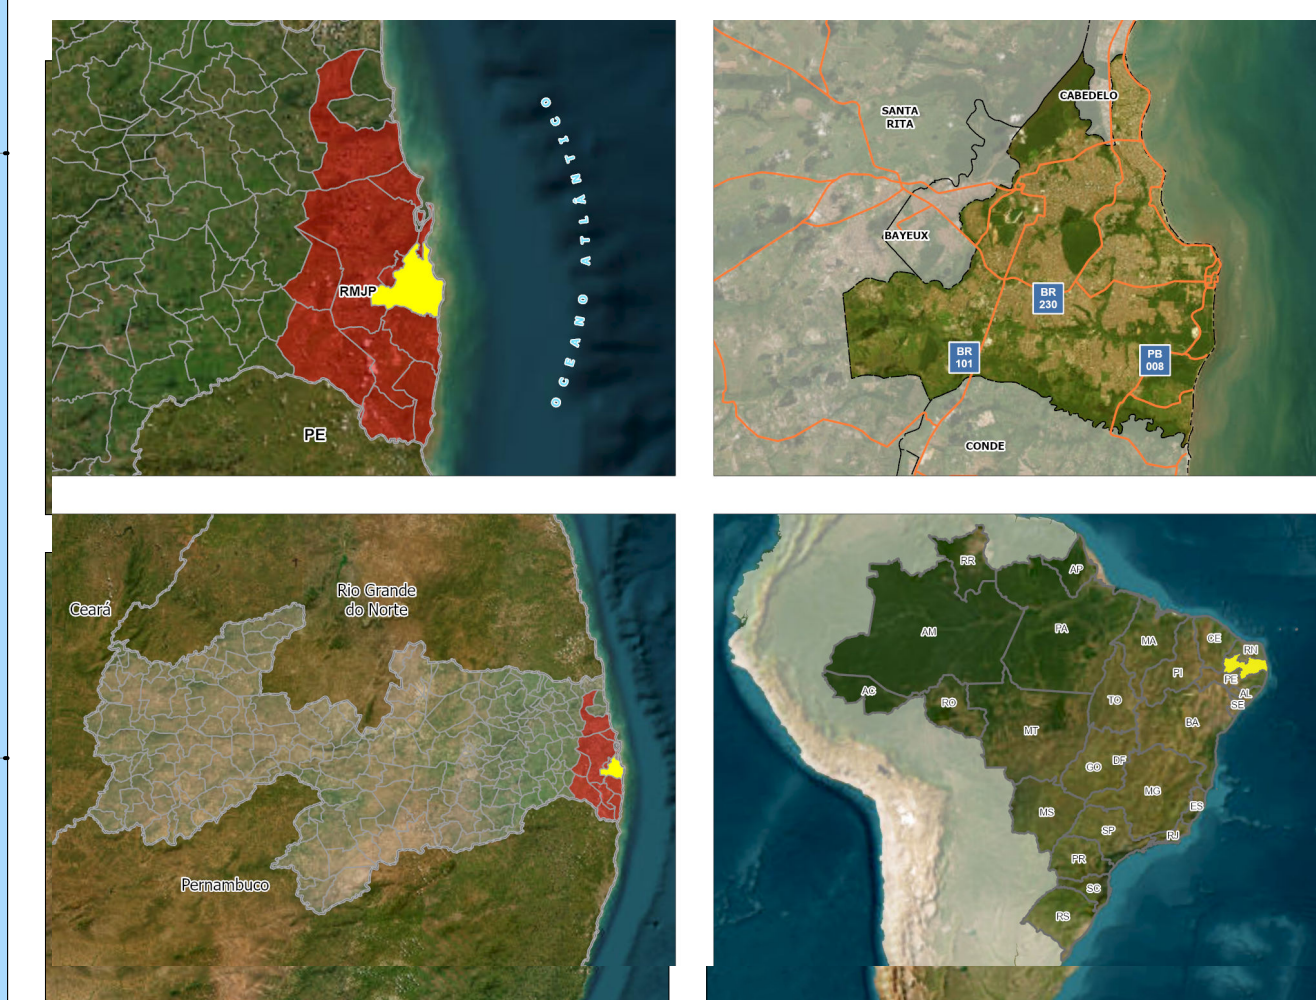 RMJP
PE
OCEANO ATLÂNTICO
SANTA
RITA
CABEDELO
BAYEUX
BR
230
BR
101
PB
008
CONDE
Ceará
Rio Grande
do Norte
Pernambuco
RR
AP
AM
PA
MA
CE
RN
PI
PE
AC
RO
TO
AL
SE
BA
MT
GO
DF
MG
MS
ES
SP
RJ
PR
SC
RS